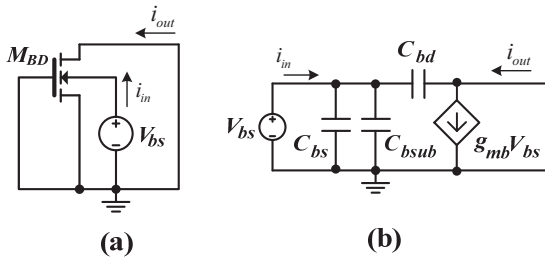 i_out
M_BD
i_in
+
−
V_bs
(a)
C_bd
i_in
i_out
V_bs
+
−
C_bs
C_bsub
g_mb V_bs
(b)